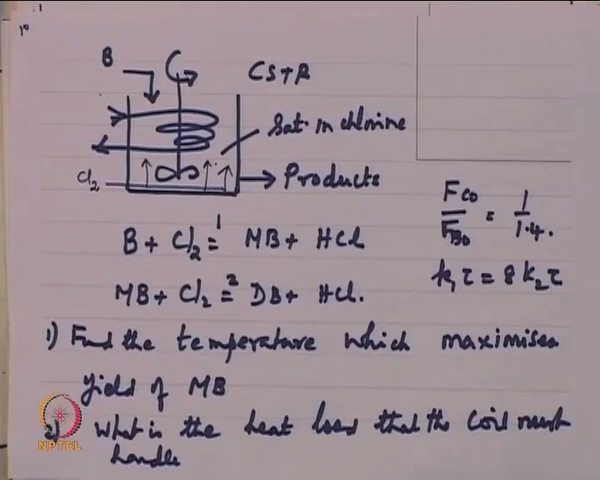 B
CSTR
Sat. in chlorine
Cl2
Products
FC0/FB0 = 1/1.4.
B + Cl2 =1 MB + HCl
k1τ = 8 k2τ
MB + Cl2 =2 DB + HCl.
1) Find the temperature which maximises
yield of MB
2) What is the heat load that the Coil must
handle
NPTEL